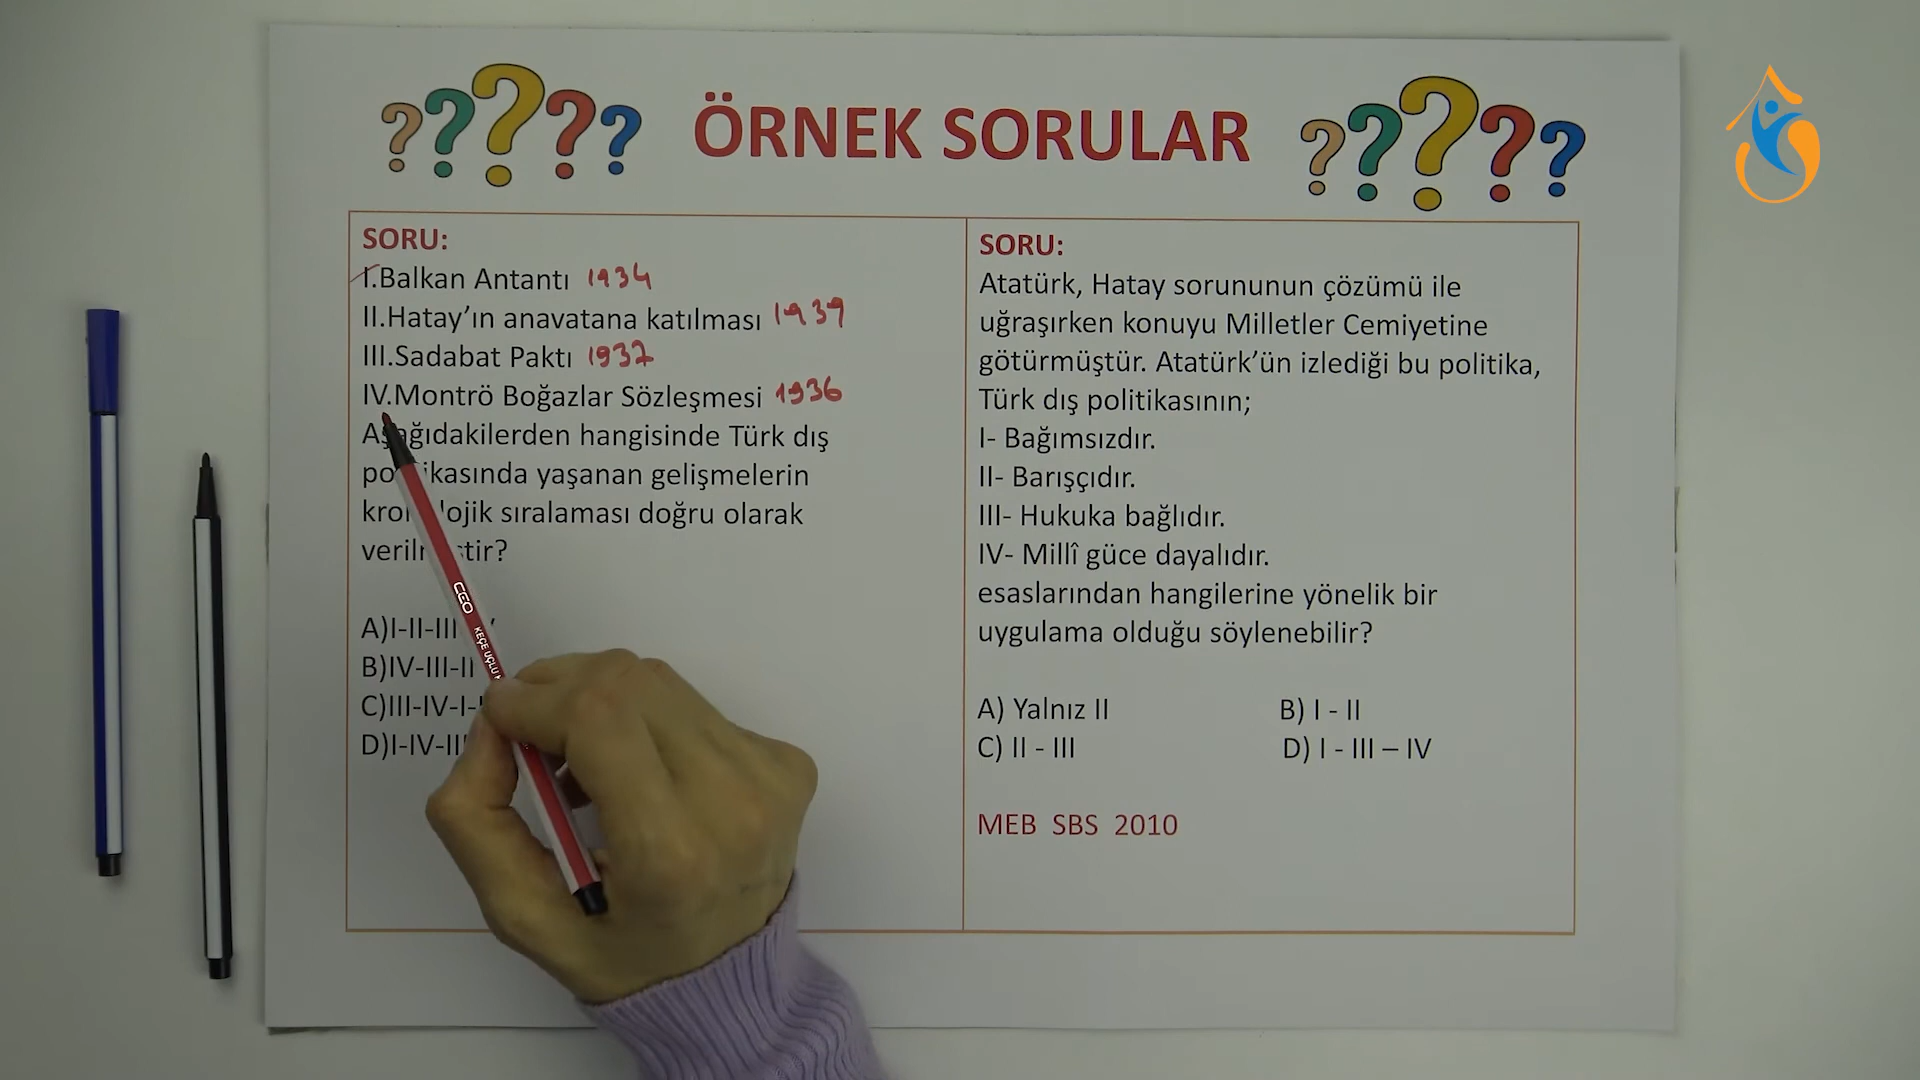 ÖRNEK SORULAR
SORU:
I.Balkan Antantı 1934
II.Hatay’ın anavatana katılması 1939
III.Sadabat Paktı 1937
IV.Montrö Boğazlar Sözleşmesi 1936
Aşağıdakilerden hangisinde Türk dış
yaşanan gelişmelerin
sıralaması doğru olarak
A)I-II-III
B)IV-III-II
C)III-IV-I-
D)I-IV-III
SORU:
Atatürk, Hatay sorununun çözümü ile
uğraşırken konuyu Milletler Cemiyetine
götürmüştür. Atatürk’ün izlediği bu politika,
Türk dış politikasının;
I- Bağımsızdır.
II- Barışçıdır.
III- Hukuka bağlıdır.
IV- Millî güce dayalıdır.
esaslarından hangilerine yönelik bir
uygulama olduğu söylenebilir?
A) Yalnız II B) I - II
C) II - III D) I - III – IV
MEB SBS 2010
CEO KEÇE UÇLU